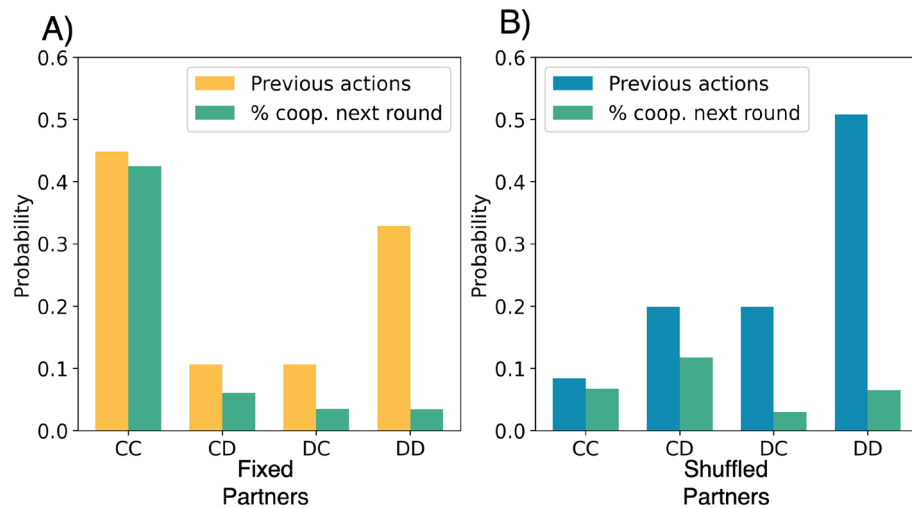 A)
0.6
0.5
0.4
0.3
0.2
0.1
0.0
Probability
Previous actions
% coop. next round
CC
CD
DC
DD
Fixed
Partners
B)
0.6
0.5
0.4
0.3
0.2
0.1
0.0
Probability
Previous actions
% coop. next round
CC
CD
DC
DD
Shuffled
Partners